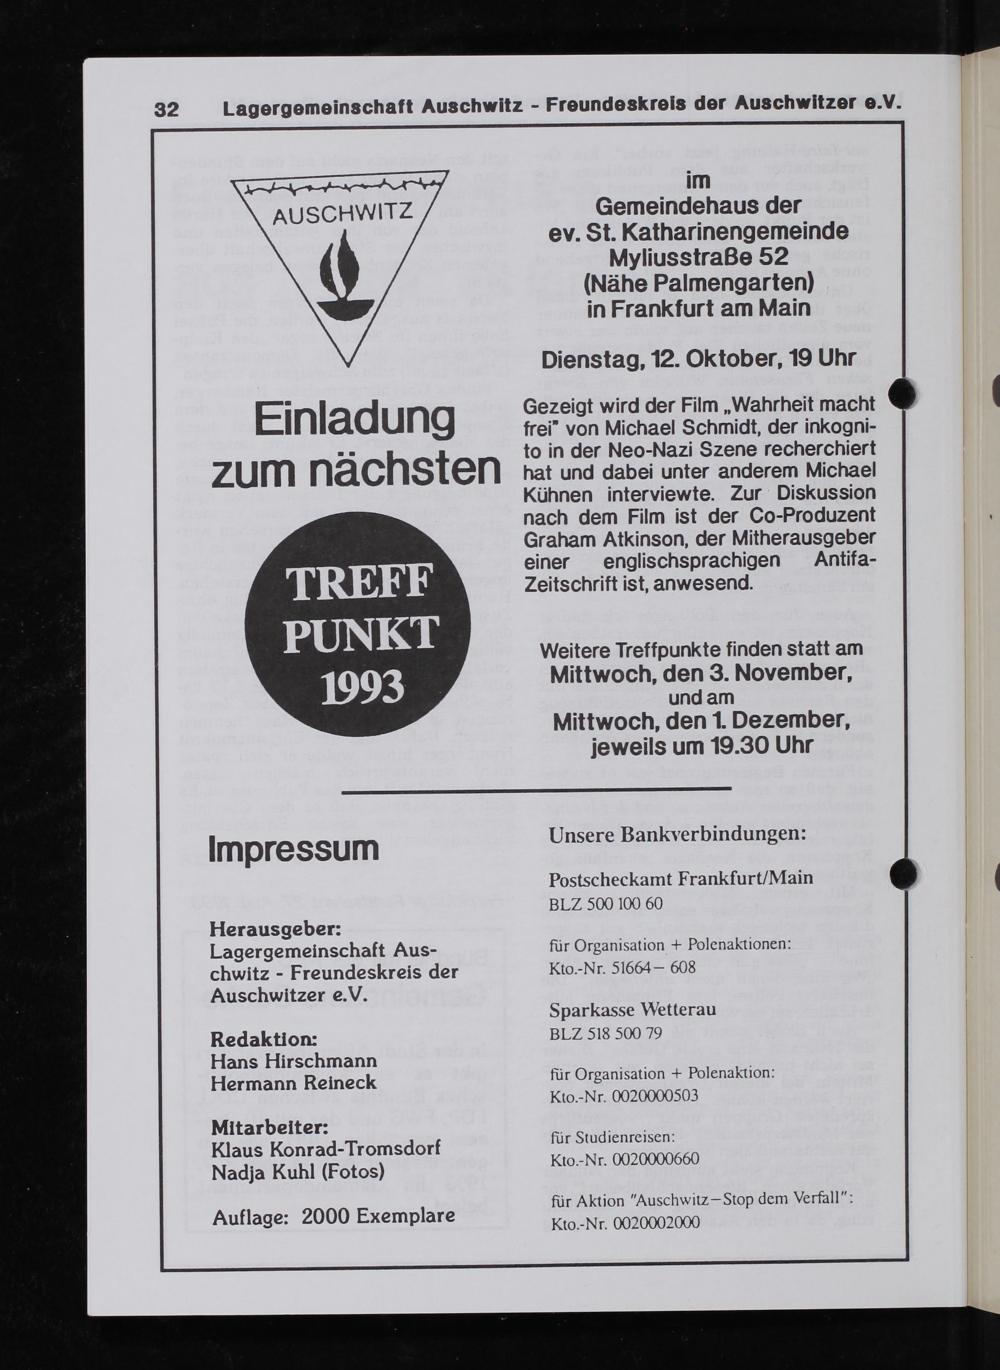 32 Lagergemeinschaft Auschwitz - Freundeskreis der Auschwitzer e.V.
AUSCHWITZ
Einladung
zum nächsten
TREFF
PUNKT
1993
im
Gemeindehaus der
ev. St. Katharinengemeinde
Myliusstraße 52
(Nähe Palmengarten)
in Frankfurt am Main
Dienstag, 12. Oktober, 19 Uhr
Gezeigt wird der Film „Wahrheit macht
frei" von Michael Schmidt, der inkogni-
to in der Neo-Nazi Szene recherchiert
hat und dabei unter anderem Michael
Kühnen interviewte. Zur Diskussion
nach dem Film ist der Co-Produzent
Graham Atkinson, der Mitherausgeber
einer englischsprachigen Antifa-
Zeitschrift ist, anwesend.
Weitere Treffpunkte finden statt am
Mittwoch, den 3. November,
und am
Mittwoch, den 1. Dezember,
jeweils um 19.30 Uhr
Impressum
Herausgeber:
Lagergemeinschaft Aus-
chwitz - Freundeskreis der
Auschwitzer e.V.
Redaktion:
Hans Hirschmann
Hermann Reineck
Mitarbeiter:
Klaus Konrad-Tromsdorf
Nadja Kuhl (Fotos)
Auflage: 2000 Exemplare
Unsere Bankverbindungen:
Postscheckamt Frankfurt/Main
BLZ 500 100 60
für Organisation + Polenaktionen:
Kto.-Nr. 51664− 608
Sparkasse Wetterau
BLZ 518 500 79
für Organisation + Polenaktion:
Kto.-Nr. 0020000503
für Studienreisen:
Kto.-Nr. 0020000660
für Aktion "Auschwitz−Stop dem Verfall":
Kto.-Nr. 0020002000